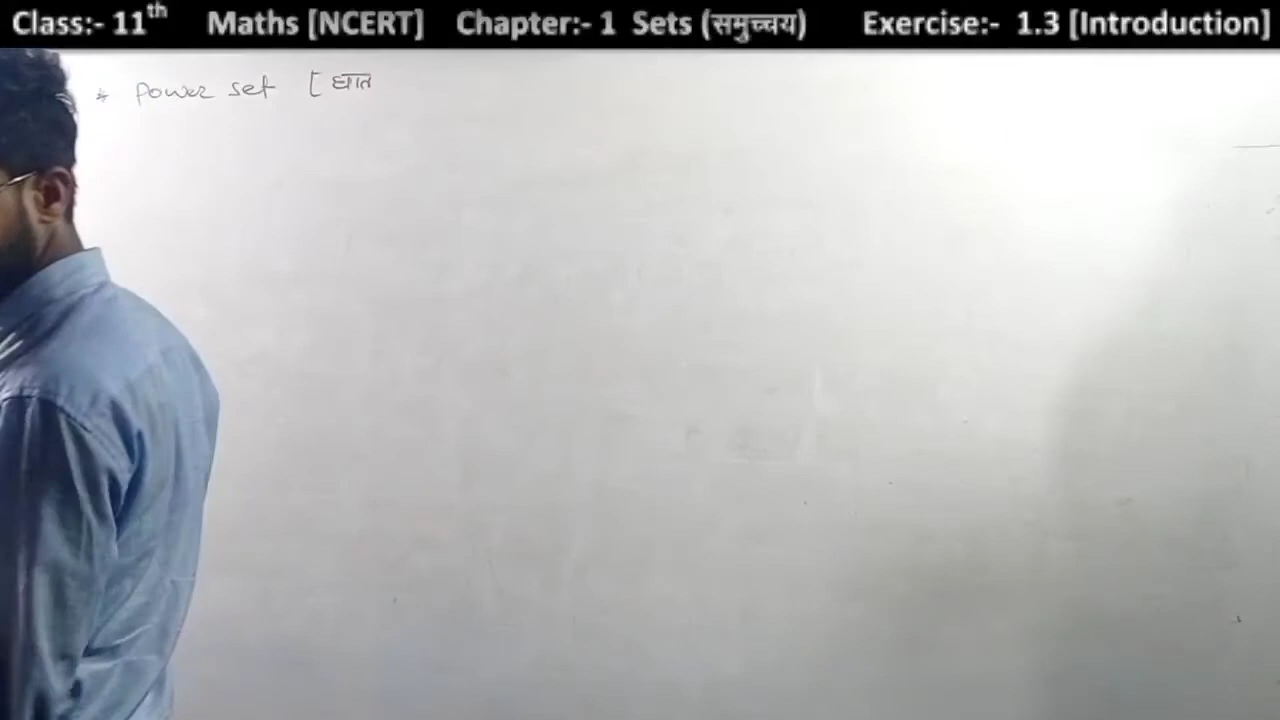 Class:- 11th Maths [NCERT] Chapter:- 1 Sets (समुच्चय) Exercise:- 1.3 [Introduction]
* Power set [ घात